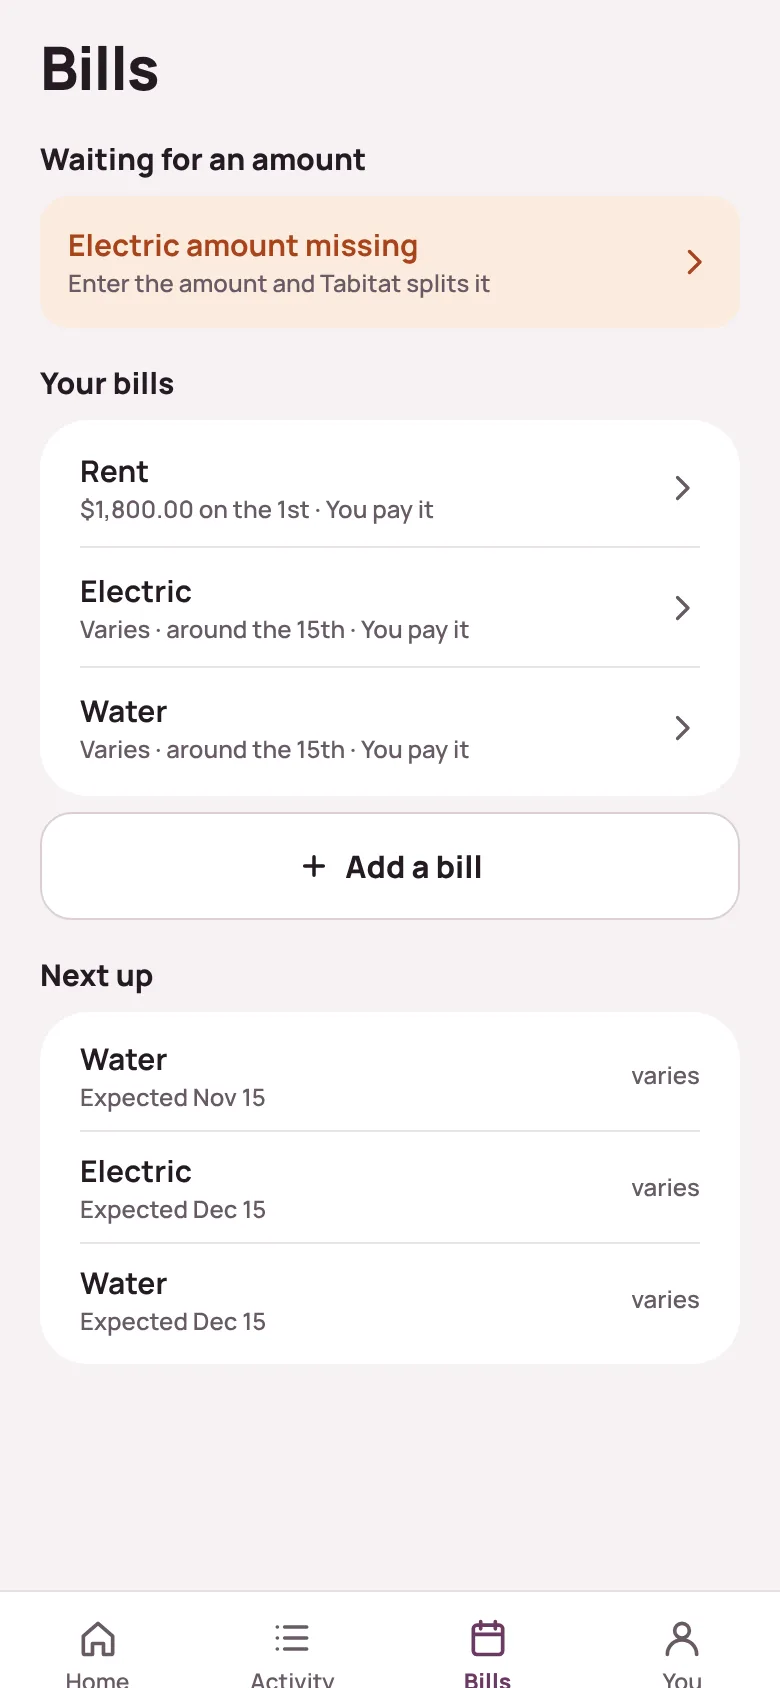 Bills
Waiting for an amount
Electric amount missing
Enter the amount and Tabitat splits it
Your bills
Rent
$1,800.00 on the 1st · You pay it
Electric
Varies · around the 15th · You pay it
Water
Varies · around the 15th · You pay it
+ Add a bill
Next up
Water
Expected Nov 15
varies
Electric
Expected Dec 15
varies
Water
Expected Dec 15
varies
Home
Activity
Bills
You